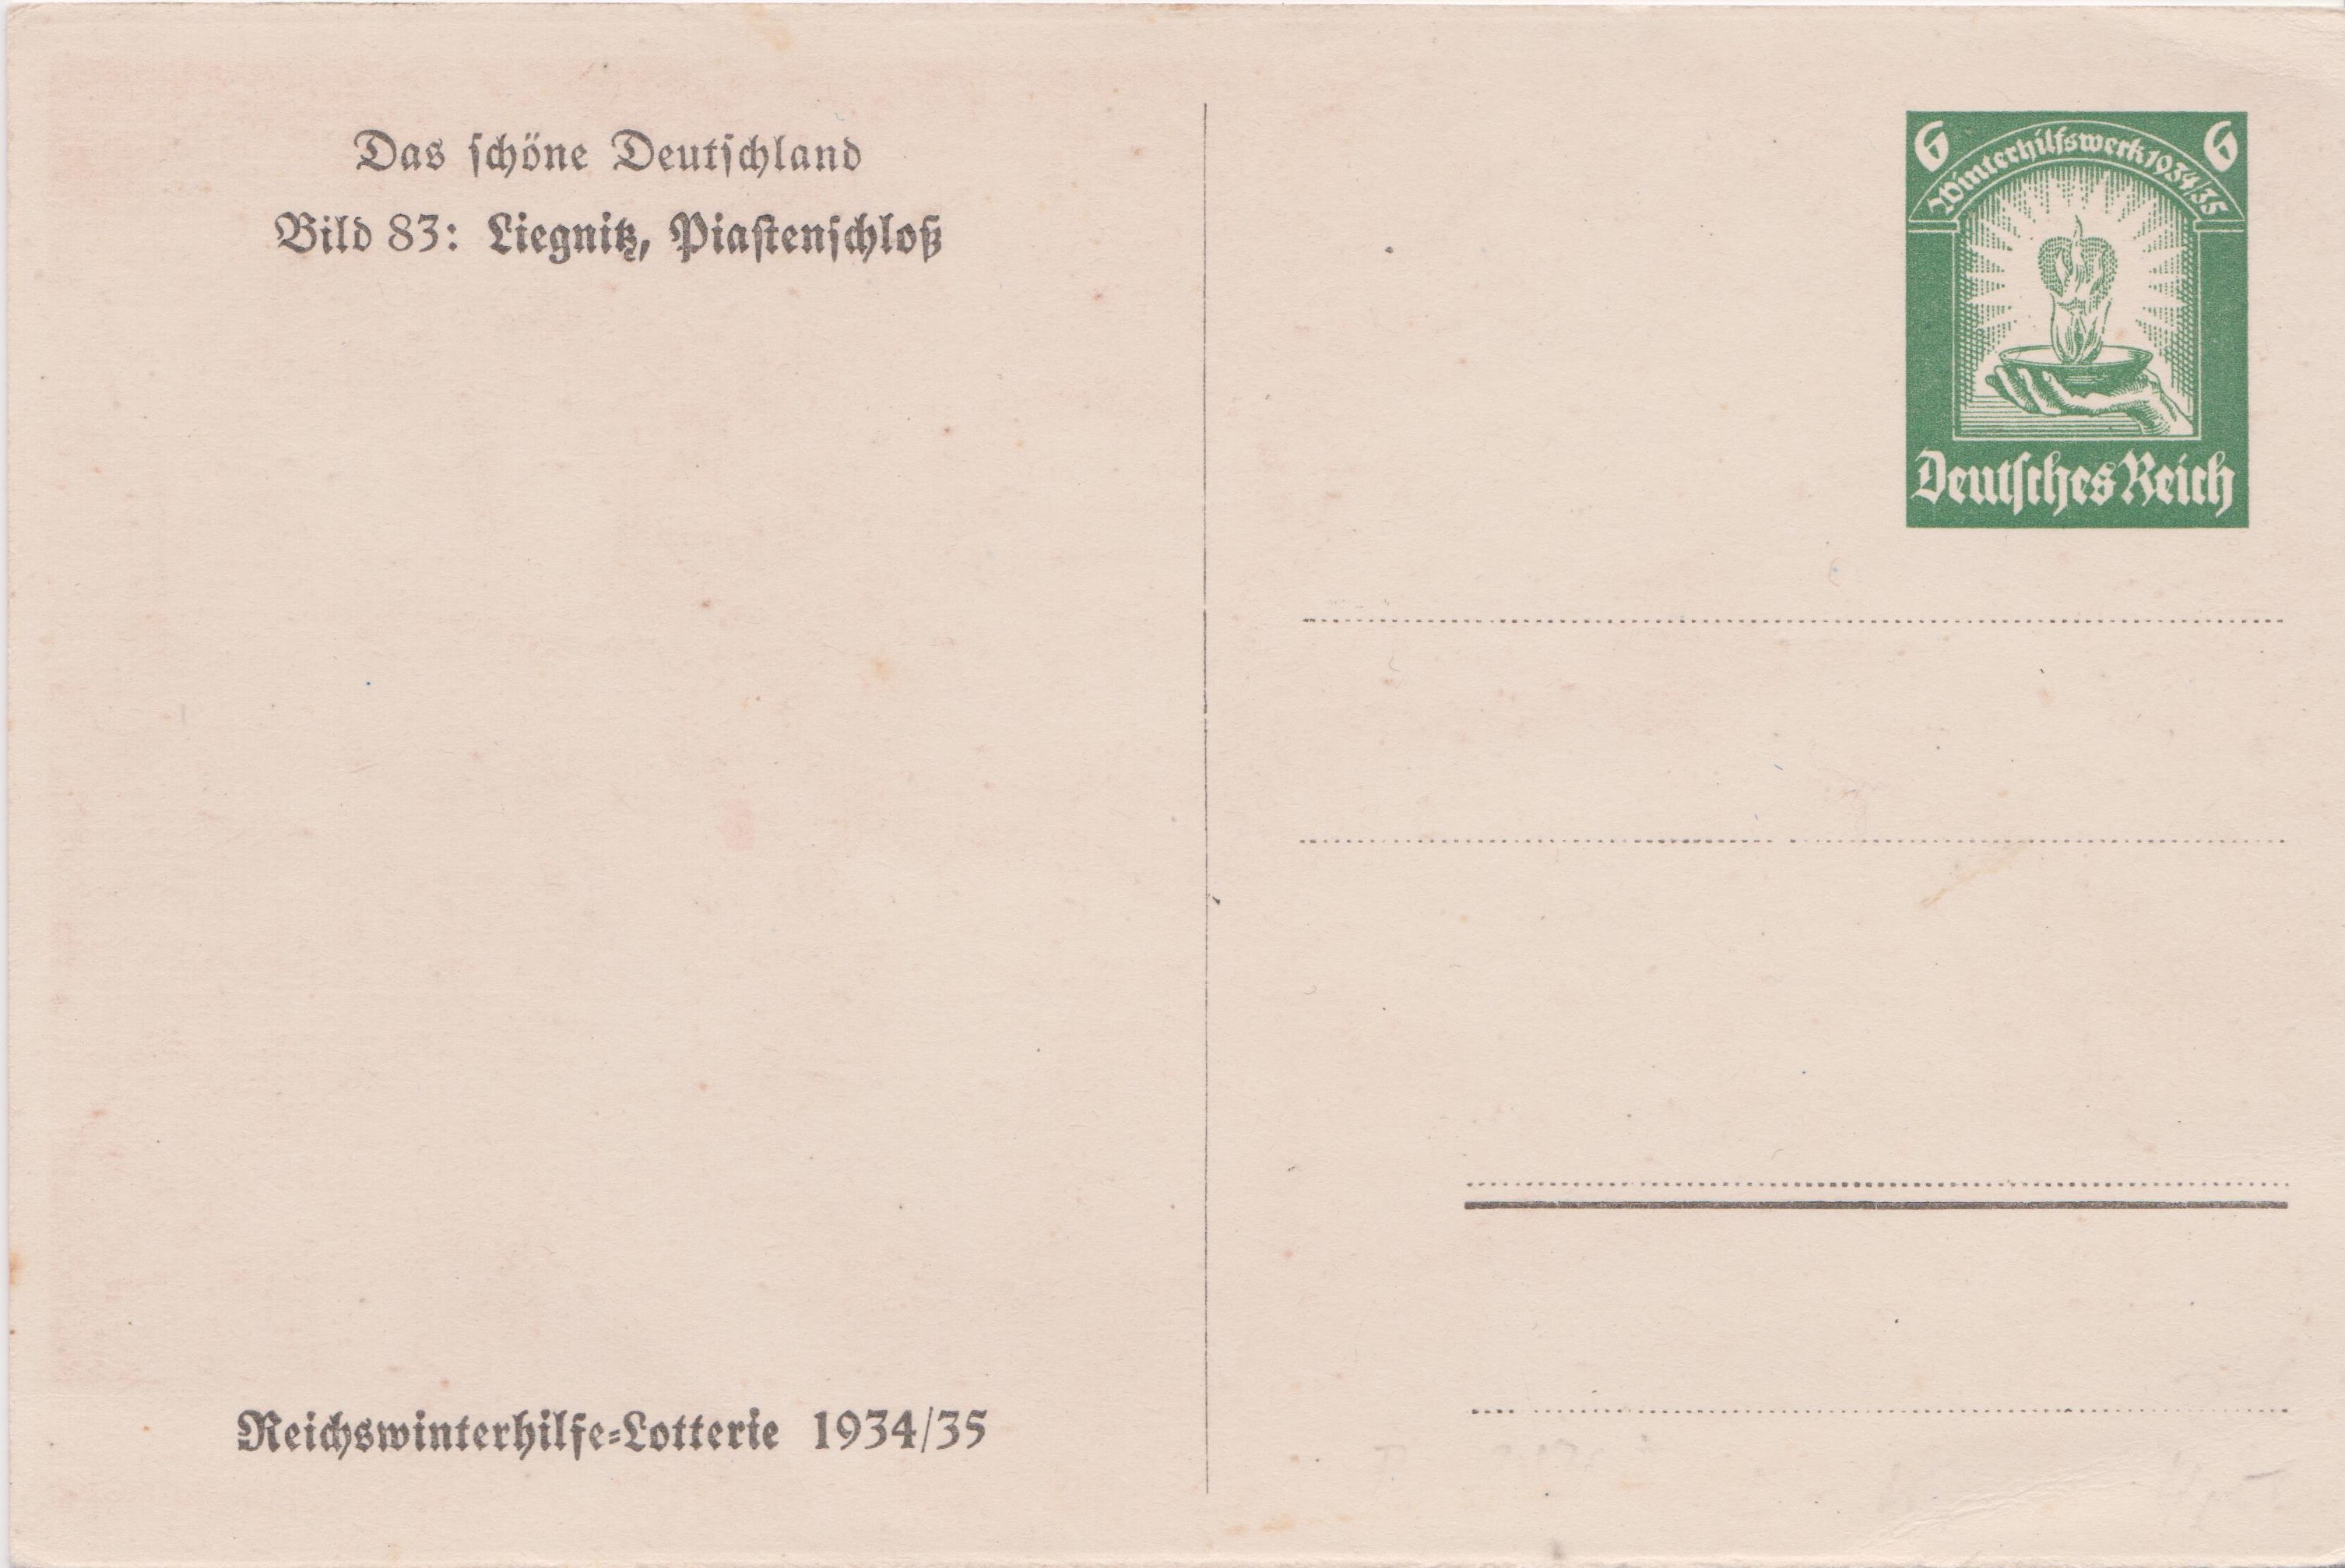 Das schöne Deutschland
Bild 83: Liegnitz, Piastenschloß
Reichswinterhilfe=Lotterie 1934/35
6 Winterhilfswerk 1934/35 6
Deutsches Reich